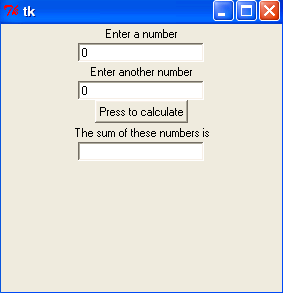 tk
Enter a number
0
Enter another number
0
Press to calculate
The sum of these numbers is